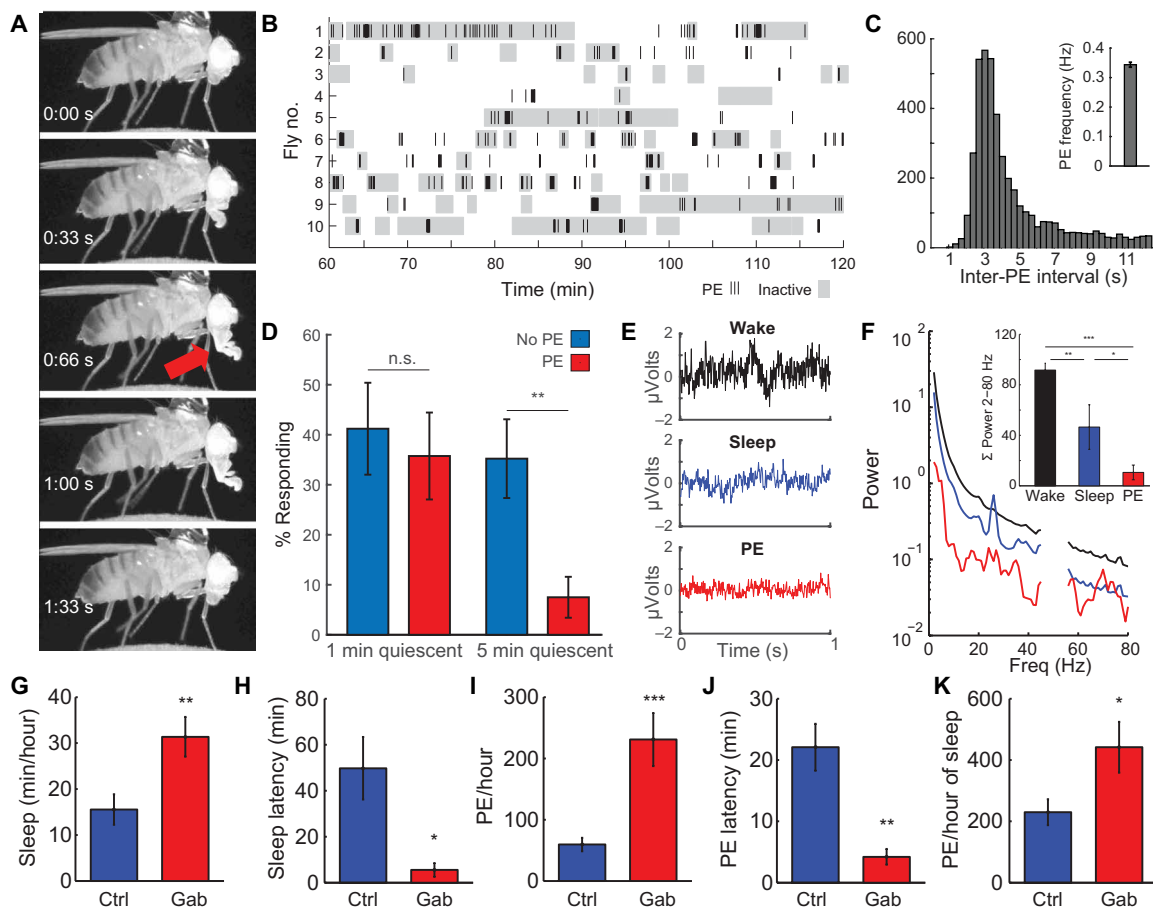 A
0:00 s
0:33 s
0:66 s
1:00 s
1:33 s
B
Fly no.
1
2
3
4
5
6
7
8
9
10
60 70 80 90 100 110 120
Time (min)
PE Inactive
C
600
400
200
0
1 3 5 7 9 11
Inter-PE interval (s)
PE frequency (Hz)
0.4
0.3
0.2
0.1
0
D
% Responding
60
50
40
30
20
10
0
No PE
PE
n.s.
**
1 min quiescent 5 min quiescent
E
Wake
µVolts
2
0
−2
Sleep
µVolts
2
0
−2
PE
µVolts
2
0
−2
0 Time (s) 1
F
Power
10²
10¹
10⁰
10⁻¹
10⁻²
0 20 40 60 80
Freq (Hz)
Σ Power 2−80 Hz
120
80
40
0
***
** *
Wake Sleep PE
G
Sleep (min/hour)
40
30
20
10
0
**
Ctrl Gab
H
Sleep latency (min)
80
60
40
20
0
*
Ctrl Gab
I
PE/hour
300
200
100
0
***
Ctrl Gab
J
PE latency (min)
30
20
10
0
**
Ctrl Gab
K
PE/hour of sleep
600
400
200
0
*
Ctrl Gab